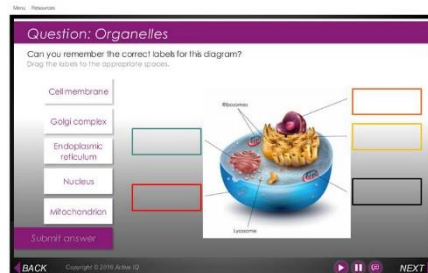 Menu Resources
Question: Organelles
Can you remember the correct labels for this diagram?
Drag the labels to the appropriate spaces.
Cell membrane
Golgi complex
Endoplasmic
reticulum
Nucleus
Mitochondrion
Submit answer
Ribosomes
Lysosome
BACK
Copyright © 2016 Active IQ
NEXT